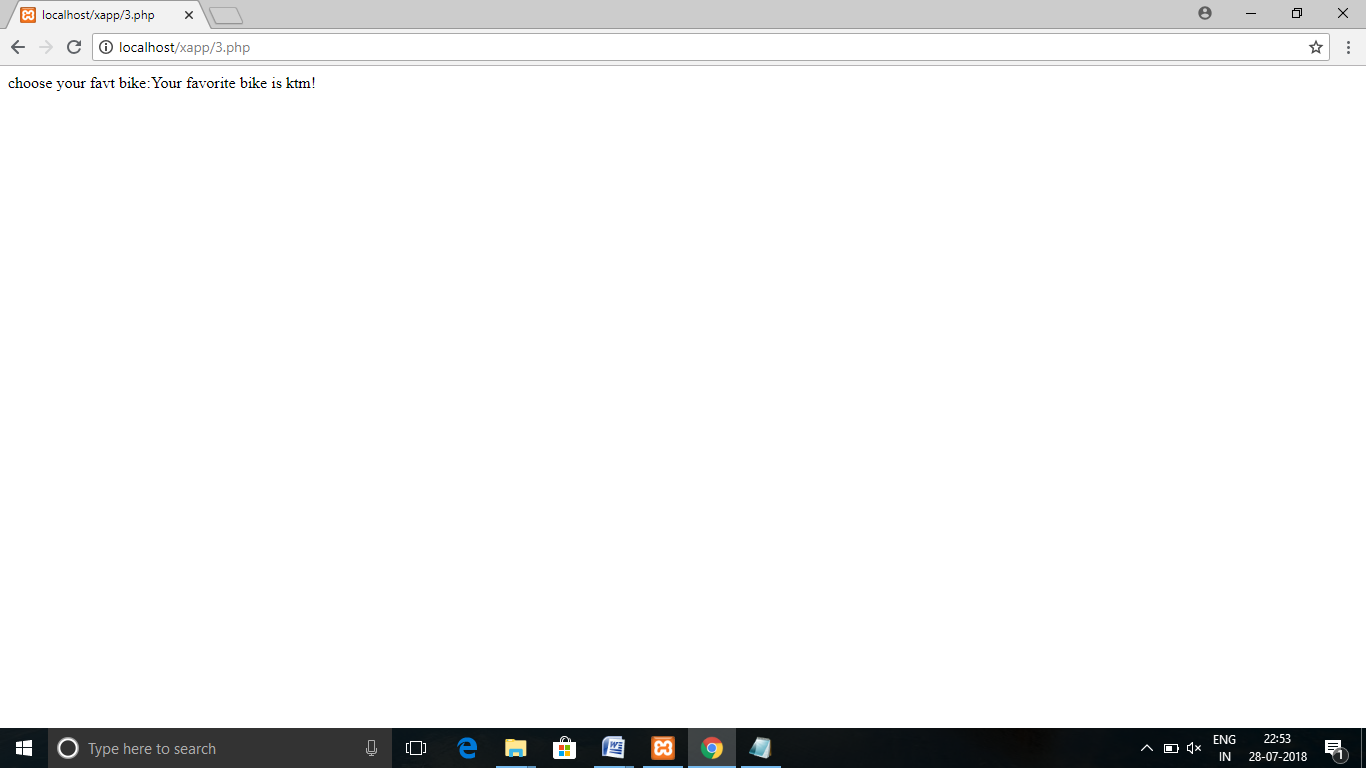 localhost/xapp/3.php
localhost/xapp/3.php
choose your favt bike:Your favorite bike is ktm!
Type here to search
ENG
IN
22:53
28-07-2018
1